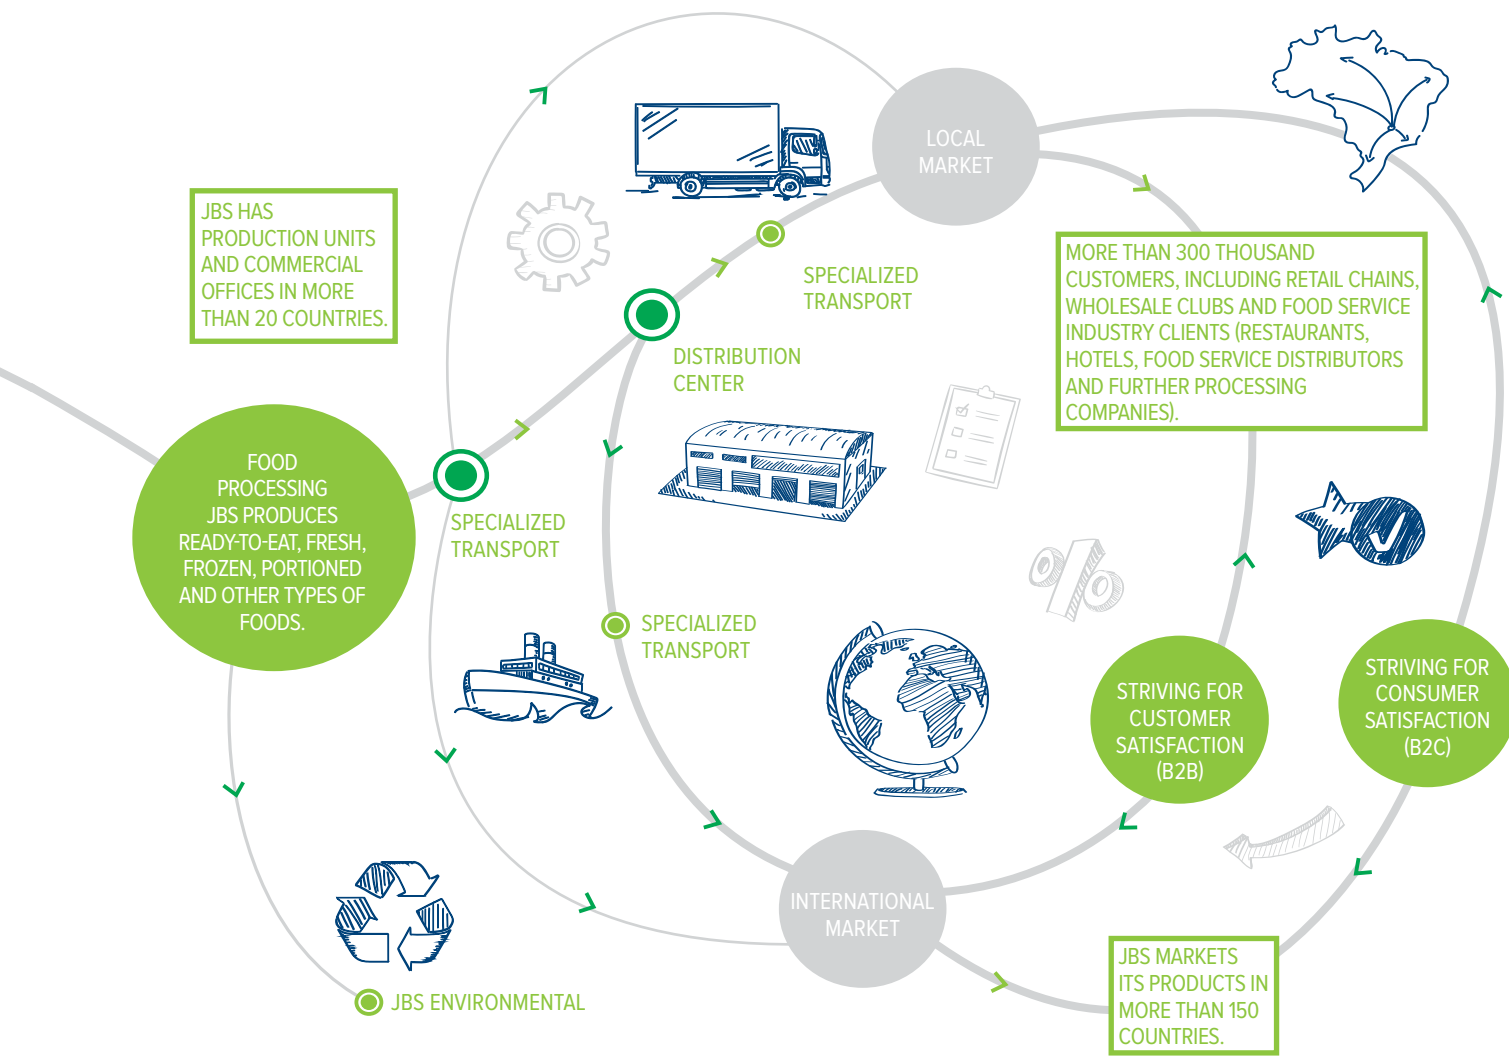 LOCAL
MARKET
JBS HAS
PRODUCTION UNITS
AND COMMERCIAL
OFFICES IN MORE
THAN 20 COUNTRIES.
SPECIALIZED
TRANSPORT
MORE THAN 300 THOUSAND
CUSTOMERS, INCLUDING RETAIL CHAINS,
WHOLESALE CLUBS AND FOOD SERVICE
INDUSTRY CLIENTS (RESTAURANTS,
HOTELS, FOOD SERVICE DISTRIBUTORS
AND FURTHER PROCESSING
COMPANIES).
DISTRIBUTION
CENTER
FOOD
PROCESSING
JBS PRODUCES
READY-TO-EAT, FRESH,
FROZEN, PORTIONED
AND OTHER TYPES OF
FOODS.
SPECIALIZED
TRANSPORT
SPECIALIZED
TRANSPORT
STRIVING FOR
CUSTOMER
SATISFACTION
(B2B)
STRIVING FOR
CONSUMER
SATISFACTION
(B2C)
INTERNATIONAL
MARKET
JBS MARKETS
ITS PRODUCTS IN
MORE THAN 150
COUNTRIES.
JBS ENVIRONMENTAL